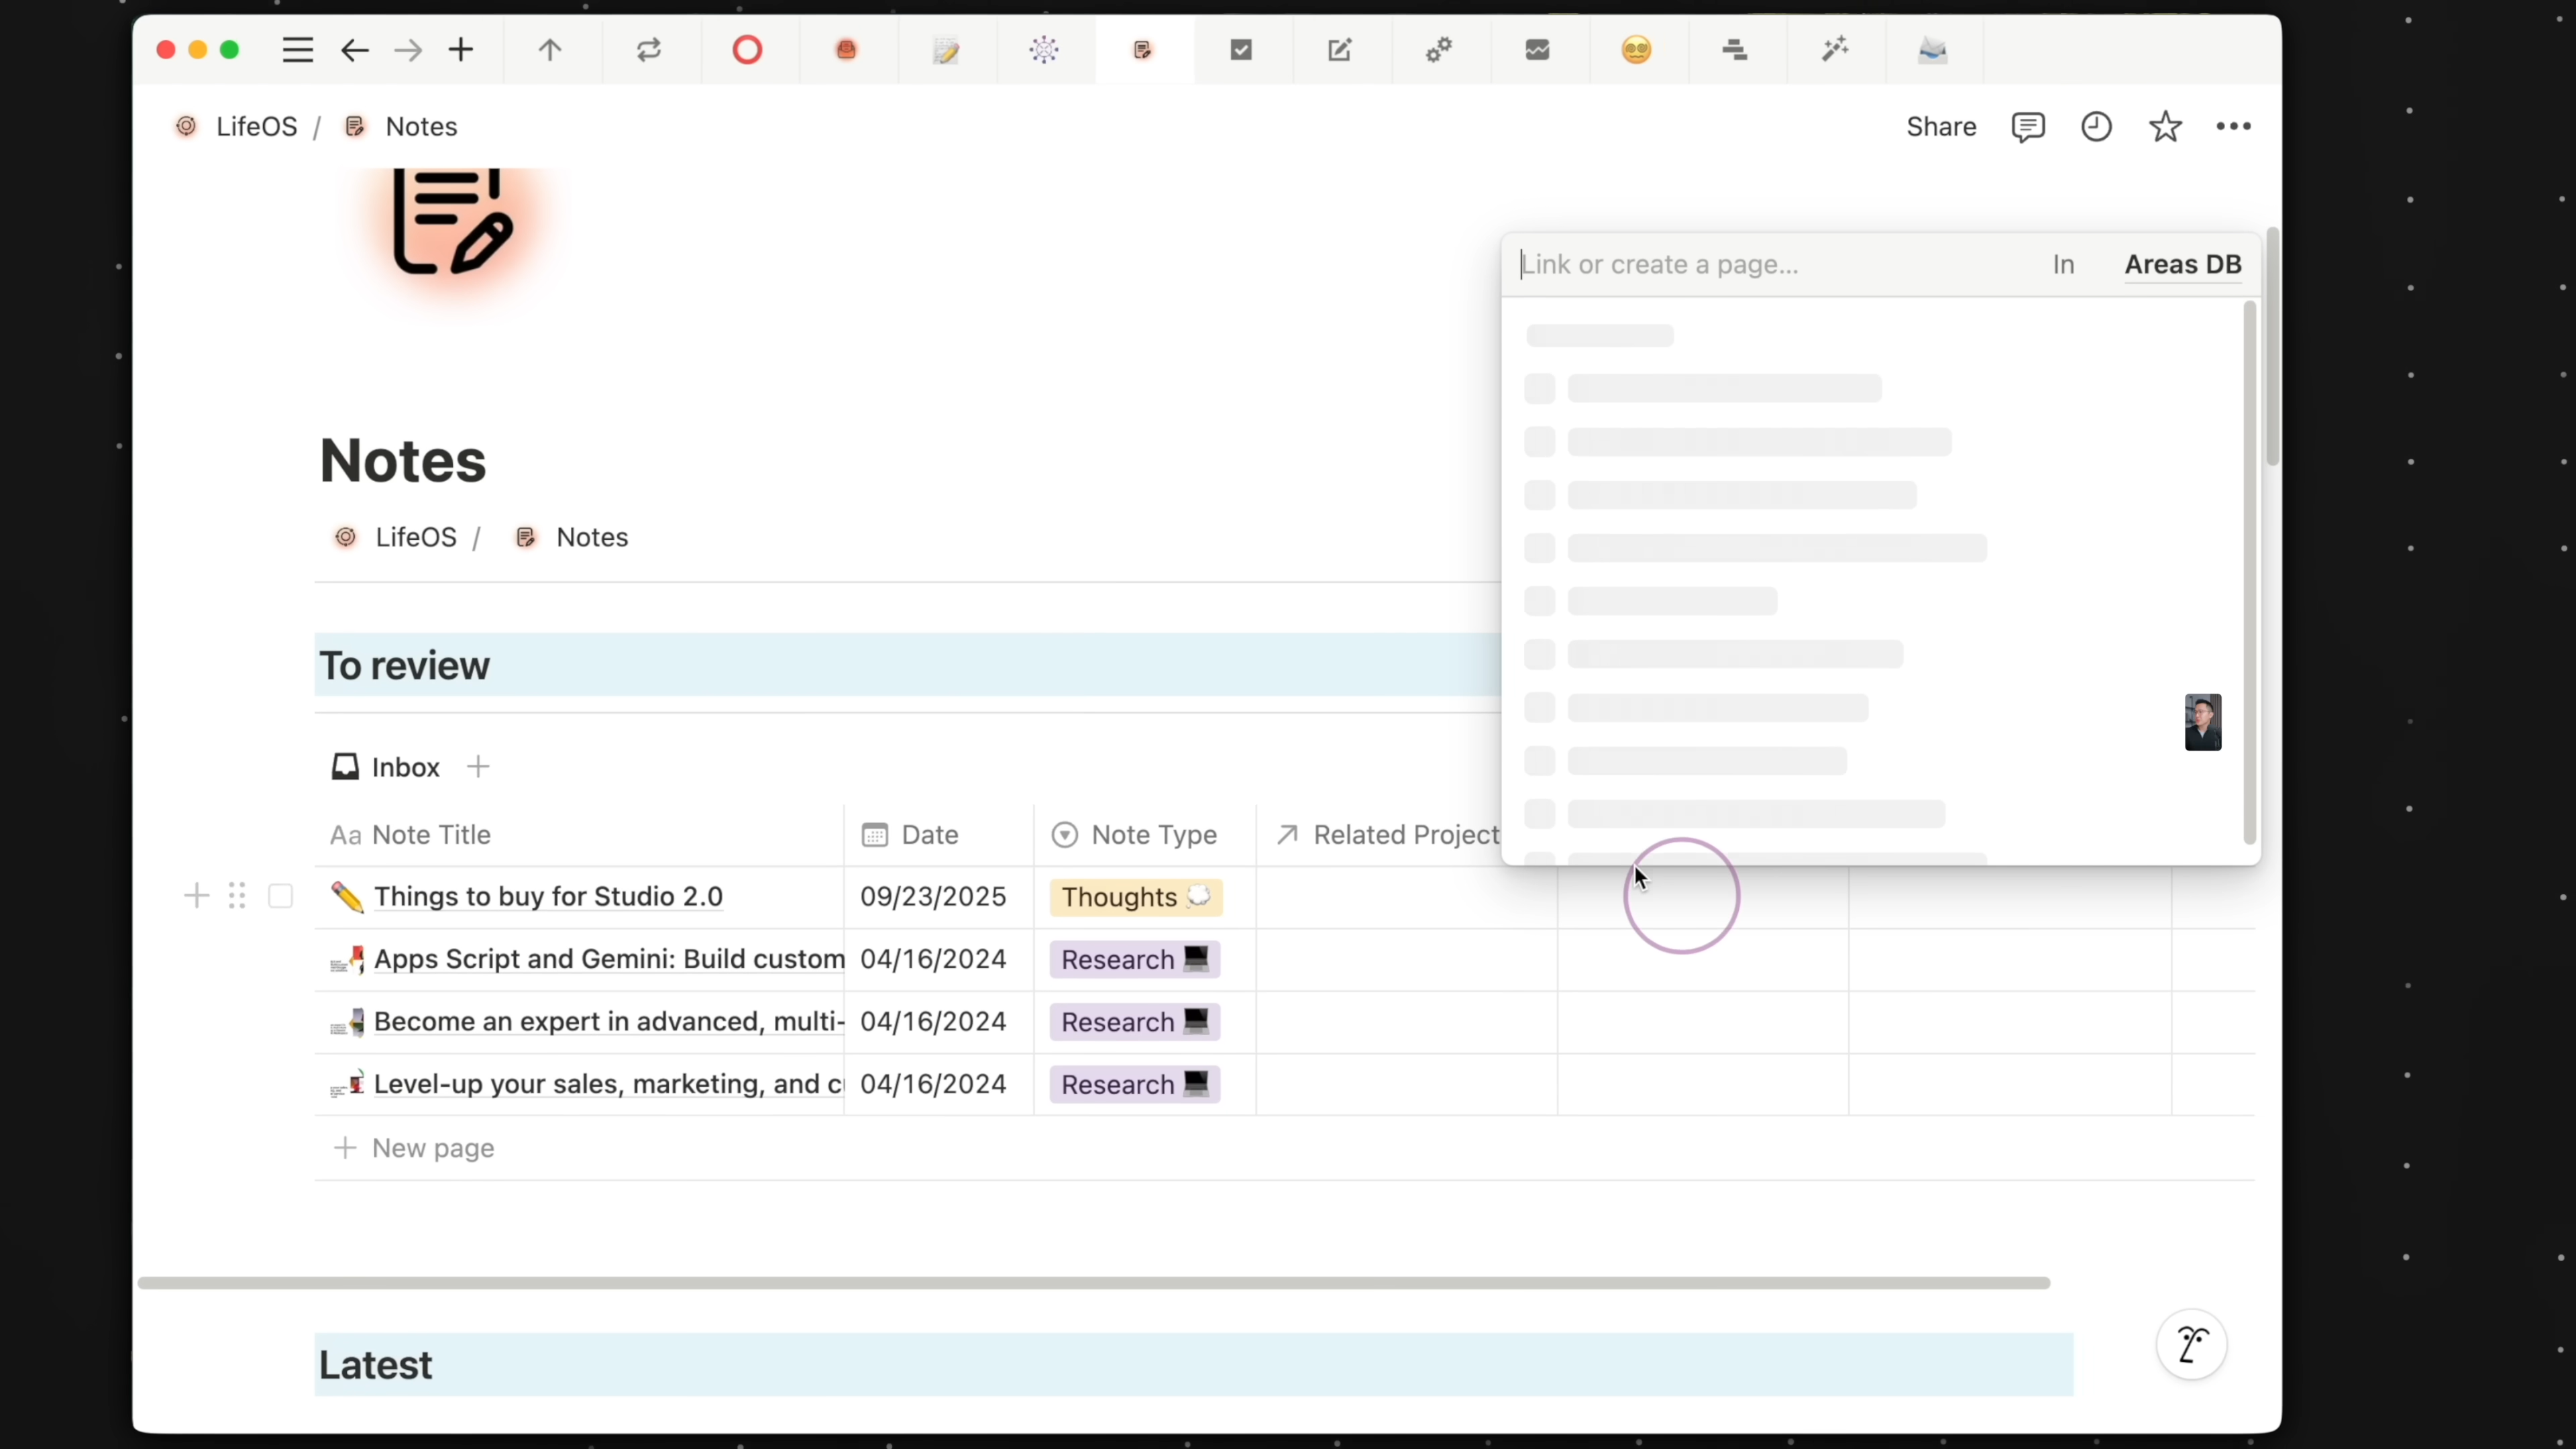 LifeOS / Notes
Share
Link or create a page... In Areas DB
Notes
LifeOS / Notes
To review
Inbox
Aa Note Title Date Note Type Related Project
Things to buy for Studio 2.0 09/23/2025 Thoughts
Apps Script and Gemini: Build custom 04/16/2024 Research
Become an expert in advanced, multi- 04/16/2024 Research
Level-up your sales, marketing, and c 04/16/2024 Research
New page
Latest